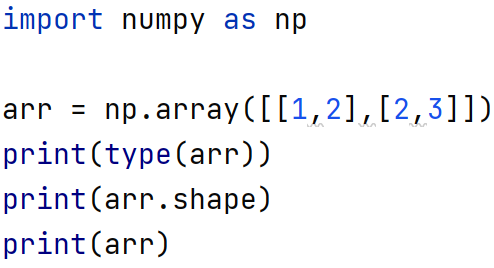 import numpy as np
arr = np.array([[1,2],[2,3]])
print(type(arr))
print(arr.shape)
print(arr)